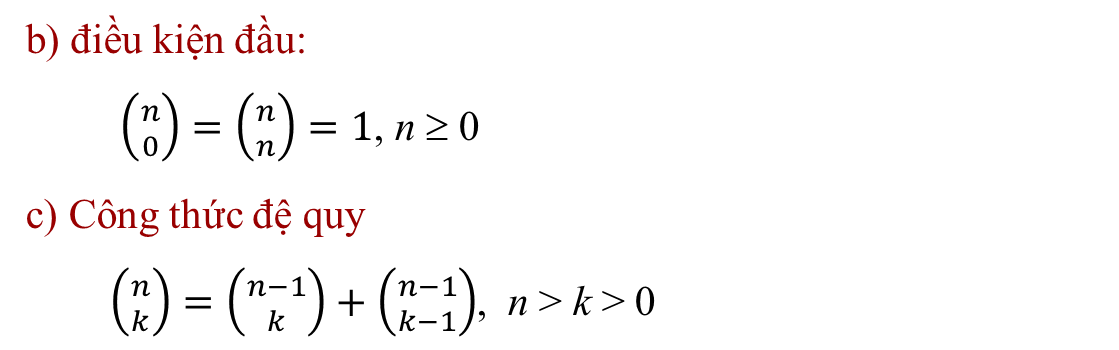 b) điều kiện đầu:
(n 0) = (n n) = 1, n ≥ 0
c) Công thức đệ quy
(n k) = (n−1 k) + (n−1 k−1), n > k > 0